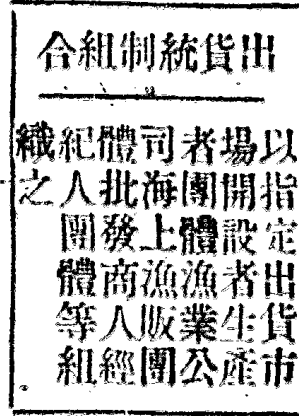 出貨統制組合
以指定出貨市
場開設者生產
者團體漁業公
司海上漁販團
體批發商人經
紀人團體等組
織之